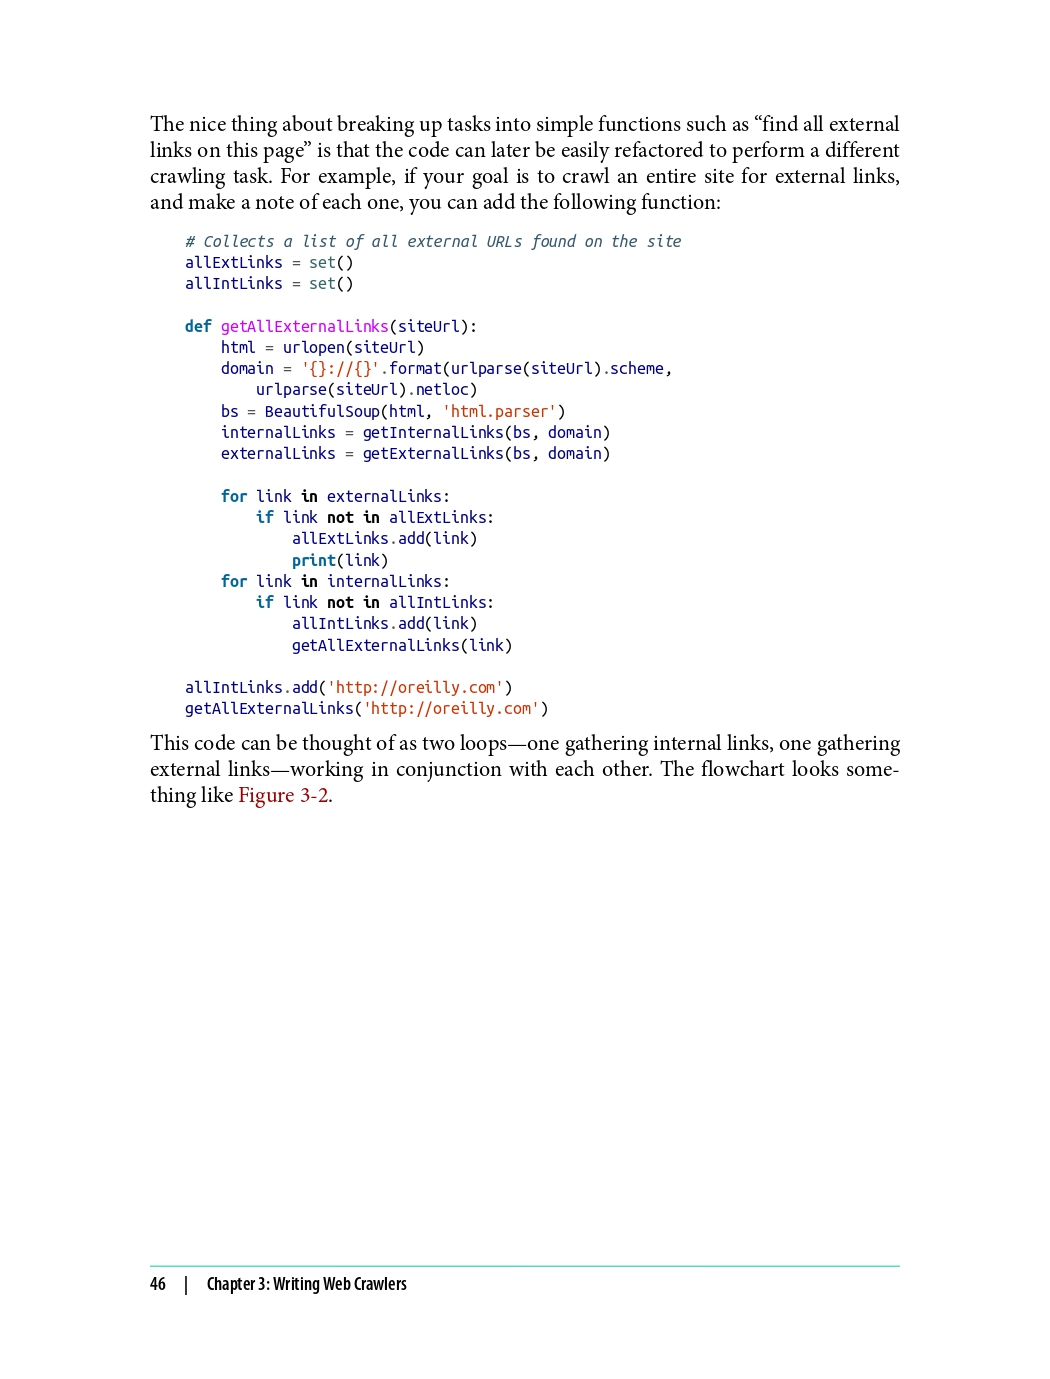 The nice thing about breaking up tasks into simple functions such as “find all external
links on this page” is that the code can later be easily refactored to perform a different
crawling task. For example, if your goal is to crawl an entire site for external links,
and make a note of each one, you can add the following function:
# Collects a list of all external URLs found on the site
allExtLinks = set()
allIntLinks = set()

def getAllExternalLinks(siteUrl):
    html = urlopen(siteUrl)
    domain = '{}://{}'.format(urlparse(siteUrl).scheme,
        urlparse(siteUrl).netloc)
    bs = BeautifulSoup(html, 'html.parser')
    internalLinks = getInternalLinks(bs, domain)
    externalLinks = getExternalLinks(bs, domain)

    for link in externalLinks:
        if link not in allExtLinks:
            allExtLinks.add(link)
            print(link)
    for link in internalLinks:
        if link not in allIntLinks:
            allIntLinks.add(link)
            getAllExternalLinks(link)

allIntLinks.add('http://oreilly.com')
getAllExternalLinks('http://oreilly.com')
This code can be thought of as two loops—one gathering internal links, one gathering
external links—working in conjunction with each other. The flowchart looks some-
thing like Figure 3-2.
46 | Chapter 3: Writing Web Crawlers